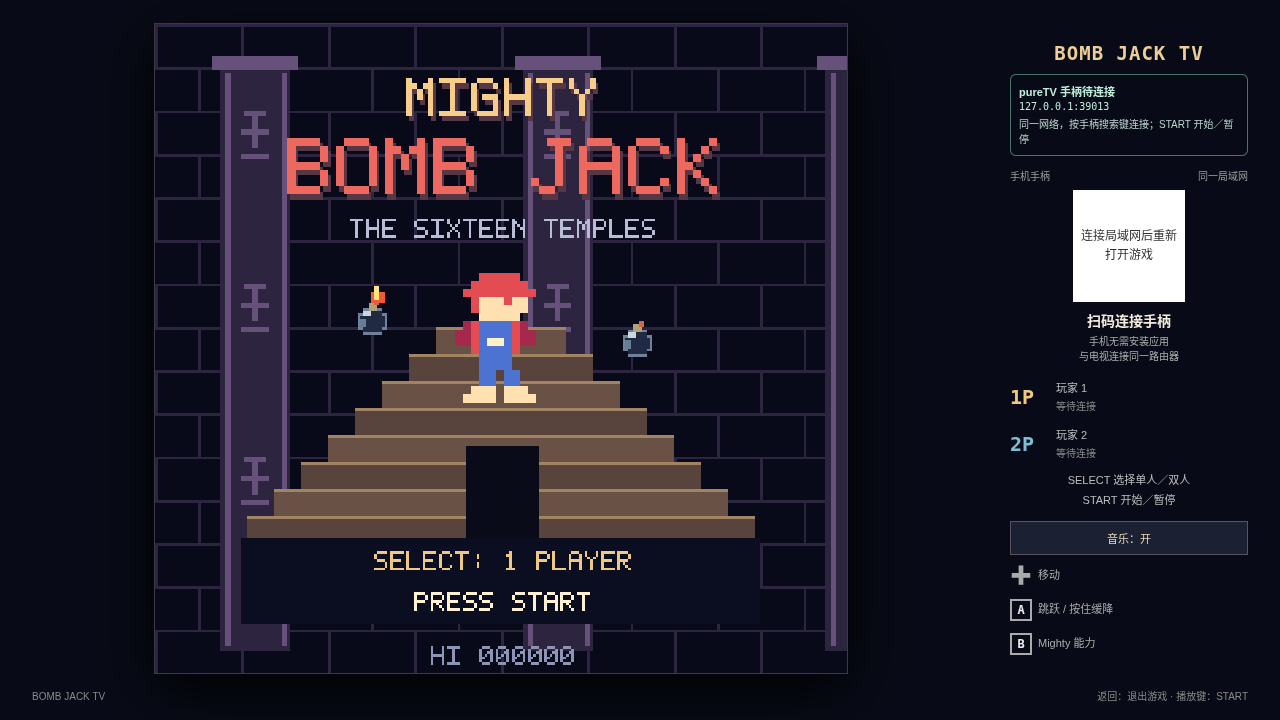 MIGHTY
BOMB JACK
THE SIXTEEN TEMPLES
SELECT: 1 PLAYER
PRESS START
HI 000000
BOMB JACK TV
pureTV 手柄待连接
127.0.0.1:39013
同一网络，按手柄搜索键连接；START 开始／暂
停
手机手柄 同一局域网
连接局域网后重新
打开游戏
扫码连接手柄
手机无需安装应用
与电视连接同一路由器
1P 玩家 1
等待连接
2P 玩家 2
等待连接
SELECT 选择单人／双人
START 开始／暂停
音乐：开
移动
A 跳跃 / 按住缓降
B Mighty 能力
BOMB JACK TV
返回：退出游戏 · 播放键：START